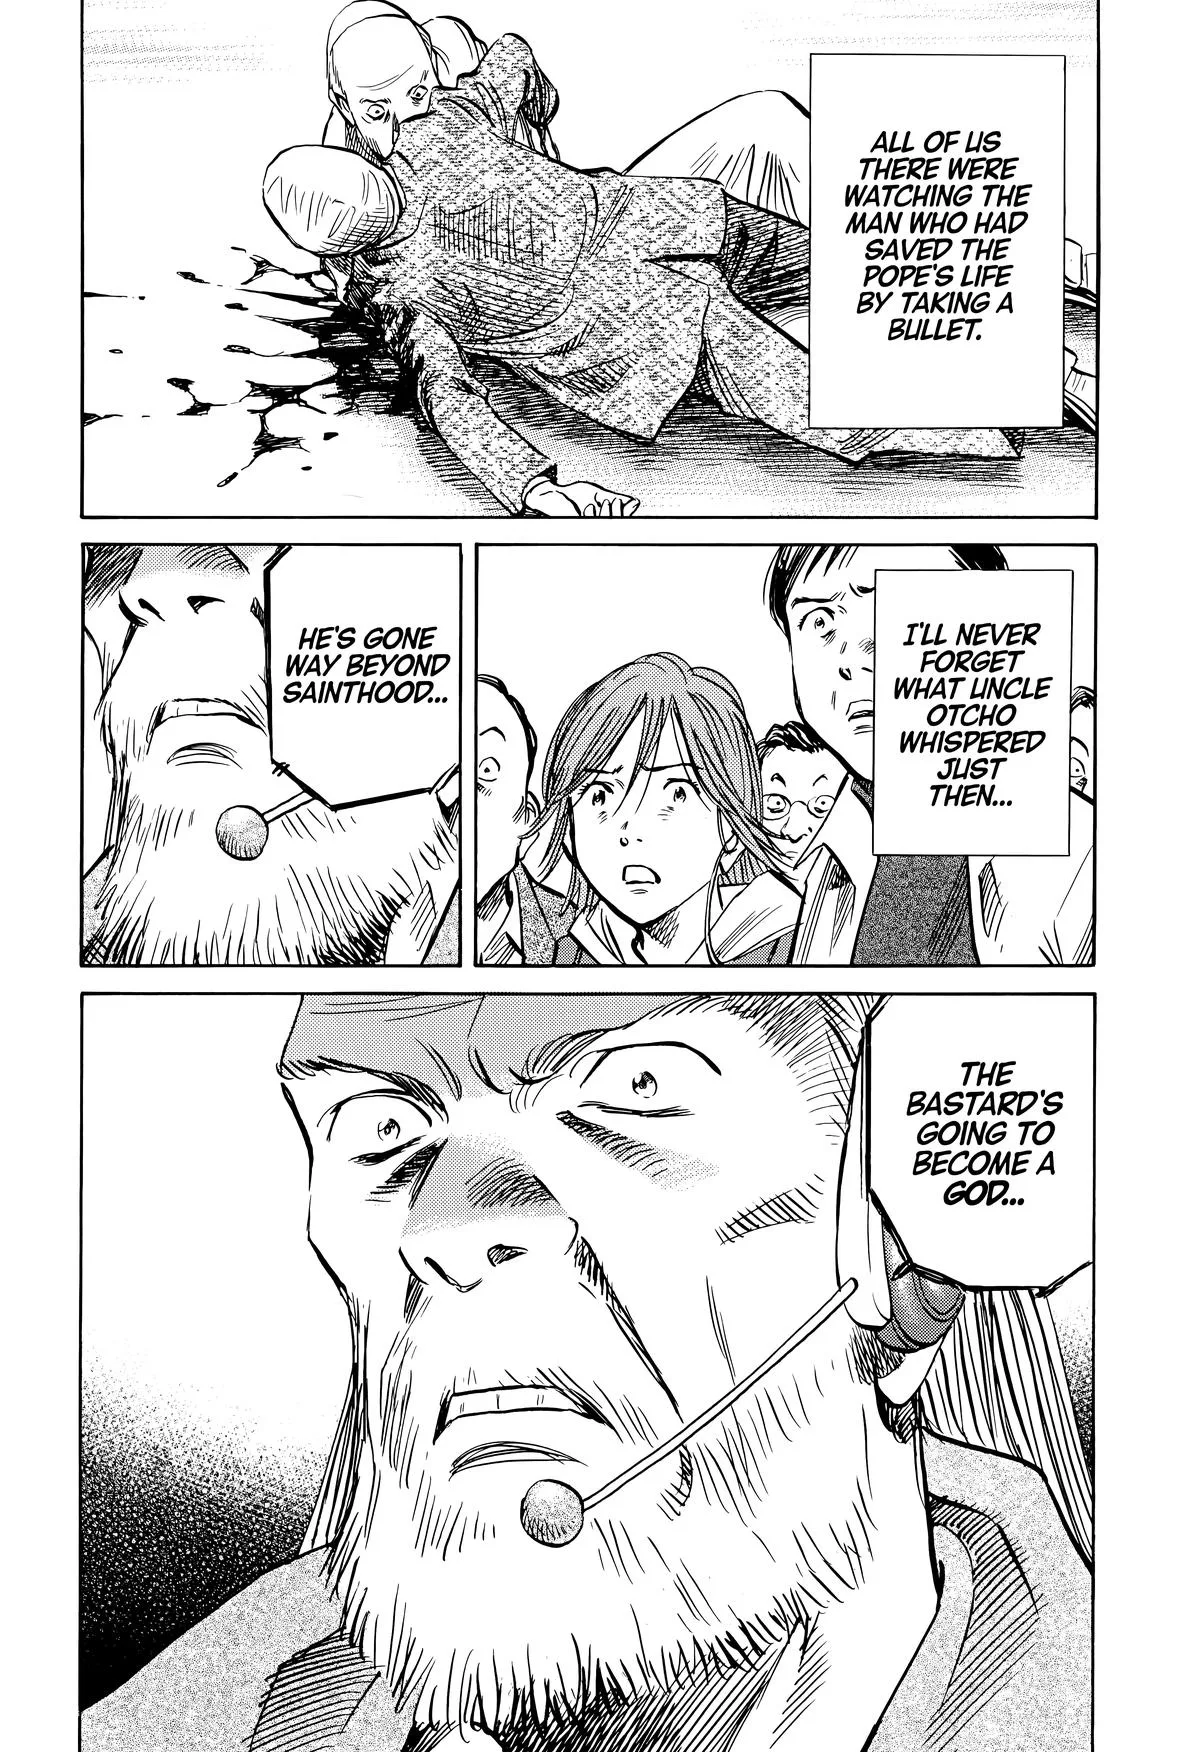 ALL OF US
THERE WERE
WATCHING THE
MAN WHO HAD
SAVED THE
POPE'S LIFE
BY TAKING A
BULLET.
I'LL NEVER
FORGET
WHAT UNCLE
OTCHO
WHISPERED
JUST
THEN...
HE'S GONE
WAY BEYOND
SAINTHOOD...
THE
BASTARD'S
GOING TO
BECOME A
GOD...